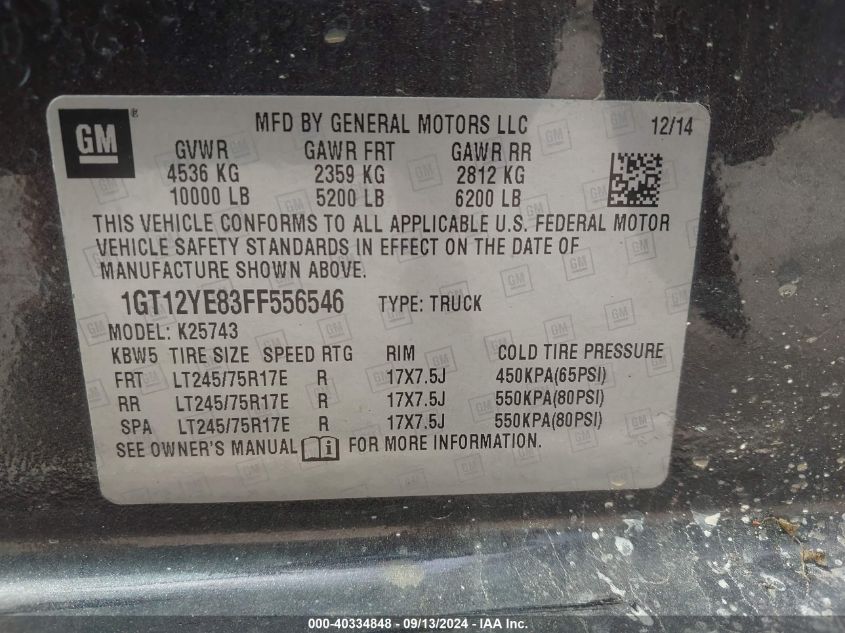 GM ® MFD BY GENERAL MOTORS LLC 12/14
GVWR GAWR FRT GAWR RR
4536 KG 2359 KG 2812 KG
10000 LB 5200 LB 6200 LB
THIS VEHICLE CONFORMS TO ALL APPLICABLE U.S. FEDERAL MOTOR
VEHICLE SAFETY STANDARDS IN EFFECT ON THE DATE OF
MANUFACTURE SHOWN ABOVE.
1GT12YE83FF556546 TYPE: TRUCK
MODEL: K25743
KBW5 TIRE SIZE SPEED RTG RIM COLD TIRE PRESSURE
FRT LT245/75R17E R 17X7.5J 450KPA(65PSI)
RR LT245/75R17E R 17X7.5J 550KPA(80PSI)
SPA LT245/75R17E R 17X7.5J 550KPA(80PSI)
SEE OWNER'S MANUAL i FOR MORE INFORMATION.
000-40334848 - 09/13/2024 - IAAI.com